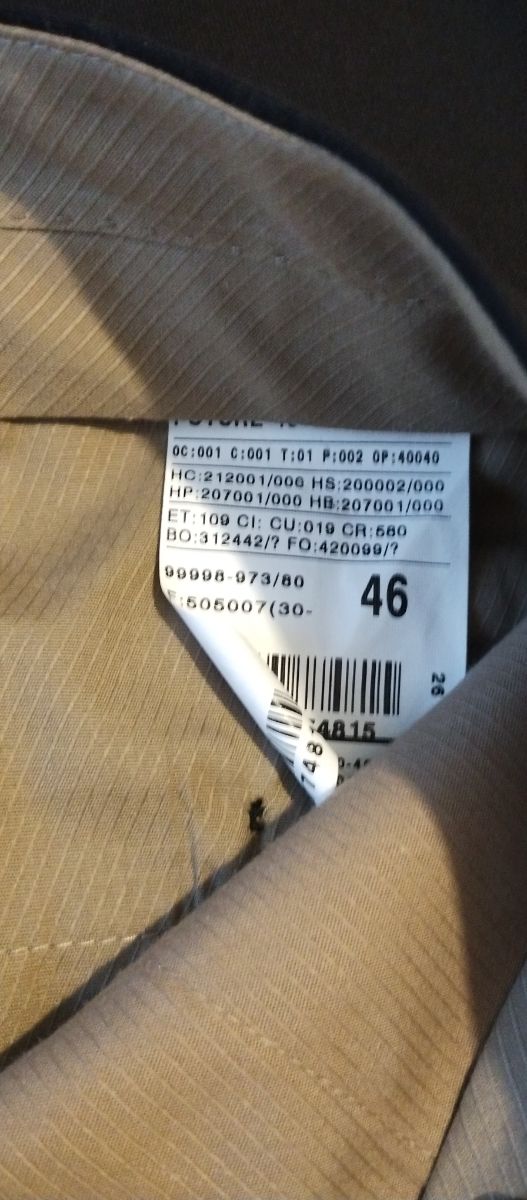 OC:001 C:001 T:01 P:002 OP:40040
HC:212001/006 HS:200002/000
HP:207001/000 HB:207001/000
ET:109 CI: CU:019 CR:580
BO:312442/? FO:420099/?
99998-973/80
46
F:505007(30-
26
54815
748